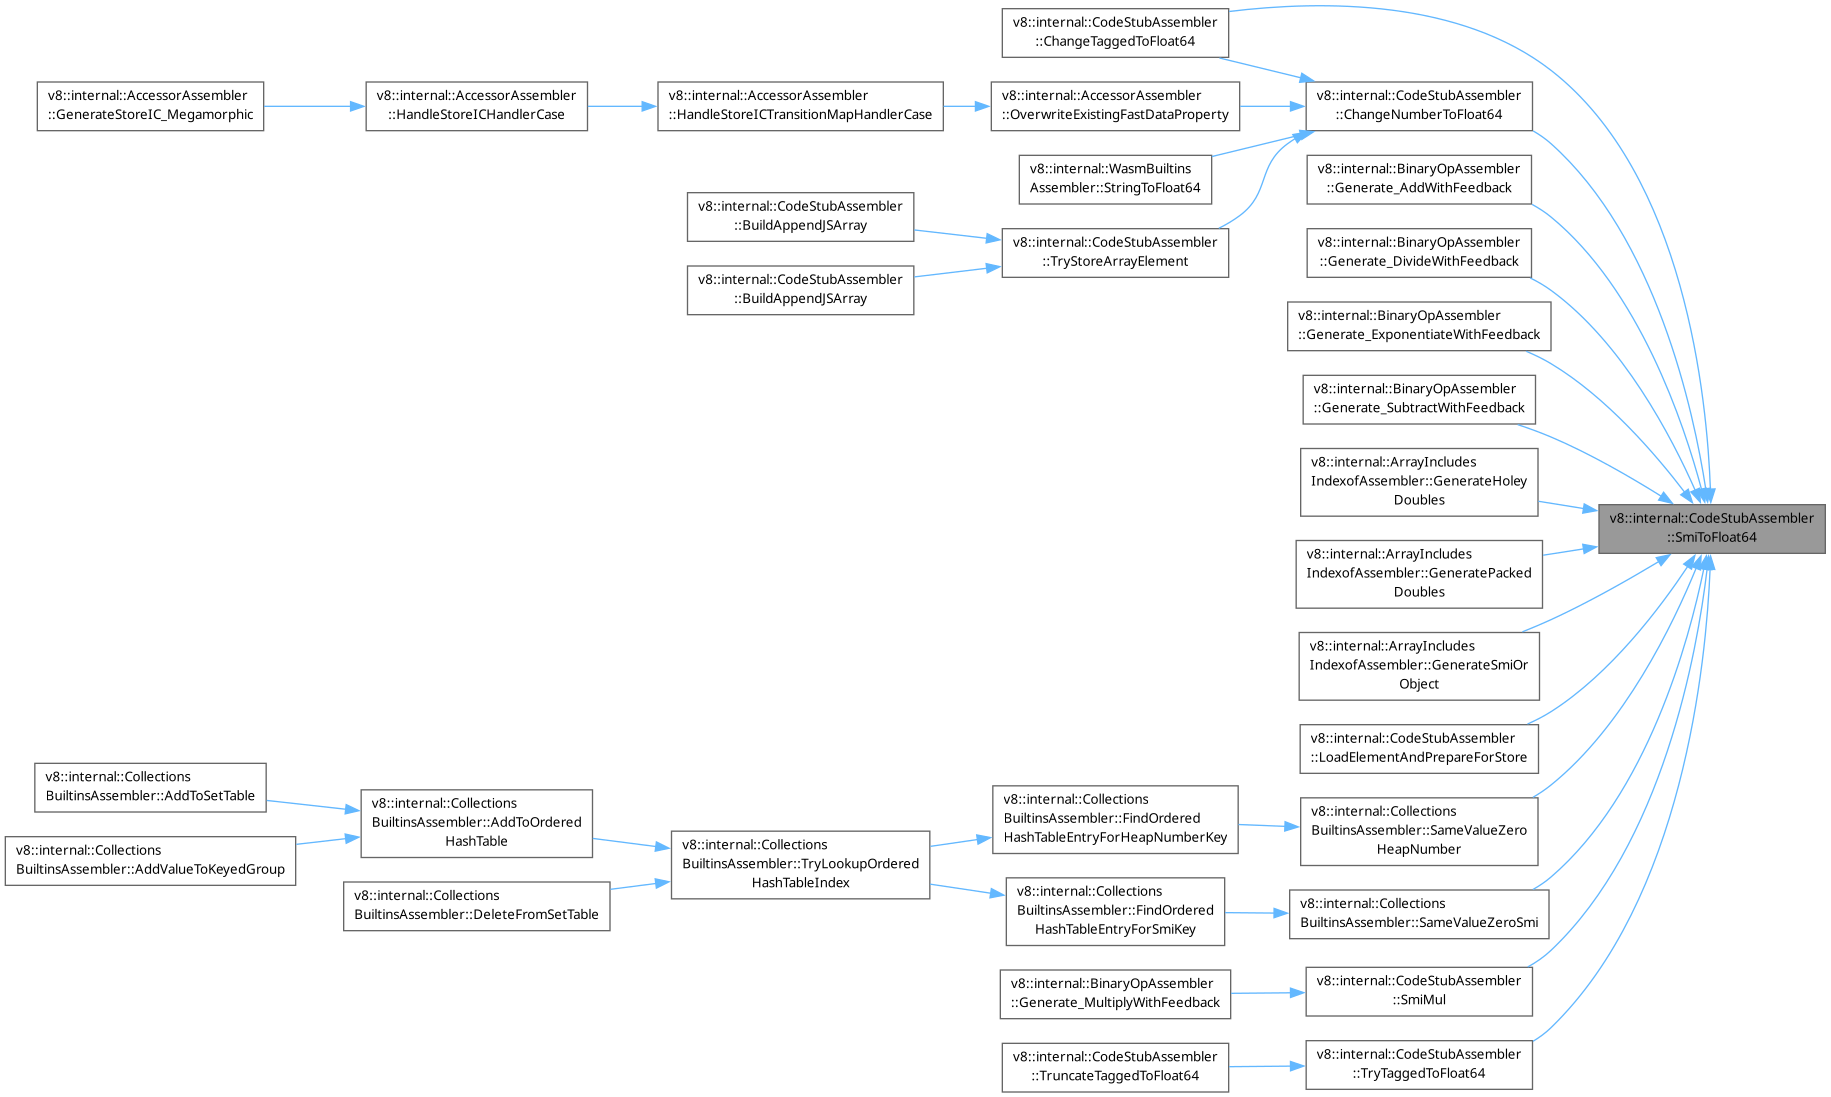 v8::internal::CodeStubAssembler
::SmiToFloat64
v8::internal::CodeStubAssembler
::ChangeTaggedToFloat64
v8::internal::CodeStubAssembler
::ChangeNumberToFloat64
v8::internal::AccessorAssembler
::OverwriteExistingFastDataProperty
v8::internal::AccessorAssembler
::HandleStoreICTransitionMapHandlerCase
v8::internal::AccessorAssembler
::HandleStoreICHandlerCase
v8::internal::AccessorAssembler
::GenerateStoreIC_Megamorphic
v8::internal::WasmBuiltins
Assembler::StringToFloat64
v8::internal::CodeStubAssembler
::TryStoreArrayElement
v8::internal::CodeStubAssembler
::BuildAppendJSArray
v8::internal::CodeStubAssembler
::BuildAppendJSArray
v8::internal::BinaryOpAssembler
::Generate_AddWithFeedback
v8::internal::BinaryOpAssembler
::Generate_DivideWithFeedback
v8::internal::BinaryOpAssembler
::Generate_ExponentiateWithFeedback
v8::internal::BinaryOpAssembler
::Generate_SubtractWithFeedback
v8::internal::ArrayIncludes
IndexofAssembler::GenerateHoley
Doubles
v8::internal::ArrayIncludes
IndexofAssembler::GeneratePacked
Doubles
v8::internal::ArrayIncludes
IndexofAssembler::GenerateSmiOr
Object
v8::internal::CodeStubAssembler
::LoadElementAndPrepareForStore
v8::internal::Collections
BuiltinsAssembler::SameValueZero
HeapNumber
v8::internal::Collections
BuiltinsAssembler::FindOrdered
HashTableEntryForHeapNumberKey
v8::internal::Collections
BuiltinsAssembler::TryLookupOrdered
HashTableIndex
v8::internal::Collections
BuiltinsAssembler::AddToOrdered
HashTable
v8::internal::Collections
BuiltinsAssembler::AddToSetTable
v8::internal::Collections
BuiltinsAssembler::AddValueToKeyedGroup
v8::internal::Collections
BuiltinsAssembler::DeleteFromSetTable
v8::internal::Collections
BuiltinsAssembler::SameValueZeroSmi
v8::internal::Collections
BuiltinsAssembler::FindOrdered
HashTableEntryForSmiKey
v8::internal::CodeStubAssembler
::SmiMul
v8::internal::BinaryOpAssembler
::Generate_MultiplyWithFeedback
v8::internal::CodeStubAssembler
::TryTaggedToFloat64
v8::internal::CodeStubAssembler
::TruncateTaggedToFloat64